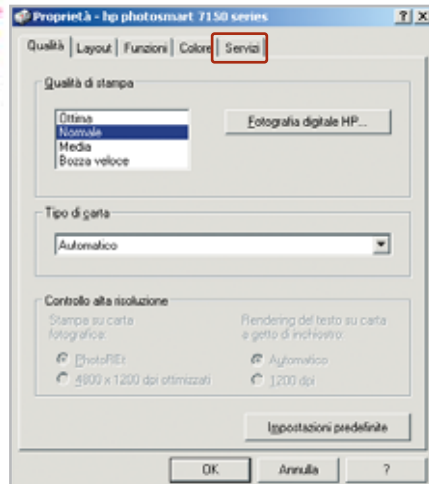 Proprietà - hp photosmart 7150 series
Qualità Layout Funzioni Colore Servizi
Qualità di stampa
Ottima
Normale
Media
Bozza veloce
Fotografia digitale HP...
Tipo di carta
Automatico
Controllo alta risoluzione
Stampa su carta fotografica:
PhotoREt
4800 x 1200 dpi ottimizzati
Rendering del testo su carta a getto di inchiostro:
Automatico
1200 dpi
Impostazioni predefinite
OK Annulla ?